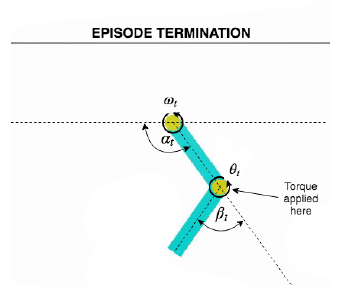 EPISODE TERMINATION
ωₜ
αₜ
θₜ
Torque
applied
here
βₜ